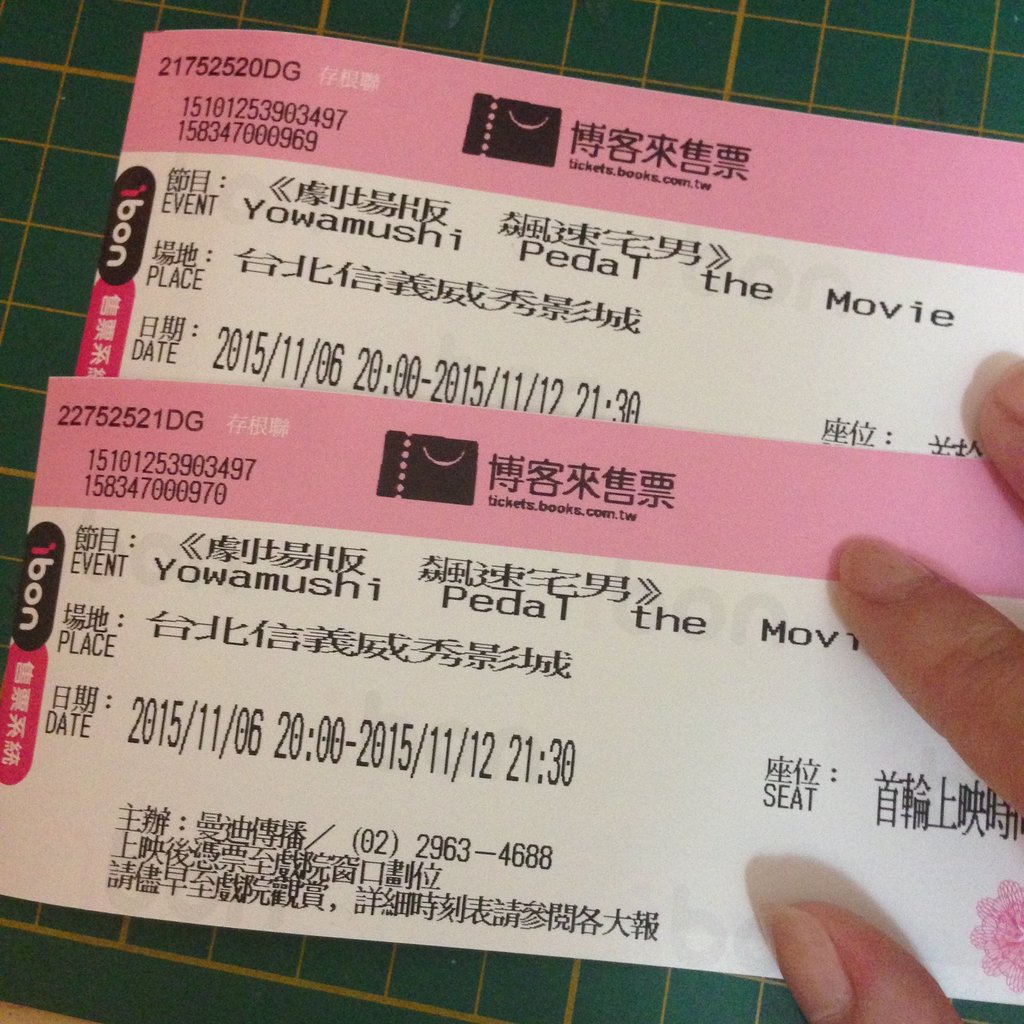 21752520DG 存根聯
15101253903497
158347000969
博客來售票
tickets.books.com.tw
ibon
售票系
節目：《劇場版 飆速宅男》
EVENT Yowamushi Pedal the Movie
場地：台北信義威秀影城
PLACE
日期：2015/11/06 20:00-2015/11/12 21:30
DATE
座位：首
22752521DG 存根聯
15101253903497
158347000970
博客來售票
tickets.books.com.tw
ibon
售票系統
節目：《劇場版 飆速宅男》
EVENT Yowamushi Pedal the Movi
場地：台北信義威秀影城
PLACE
日期：2015/11/06 20:00-2015/11/12 21:30
DATE
座位：首輪上映時
SEAT
主辦：曼迪傳播／ (02) 2963－4688
上映後憑票至戲院窗口劃位
請儘早至戲院觀賞，詳細時刻表請參閱各大報